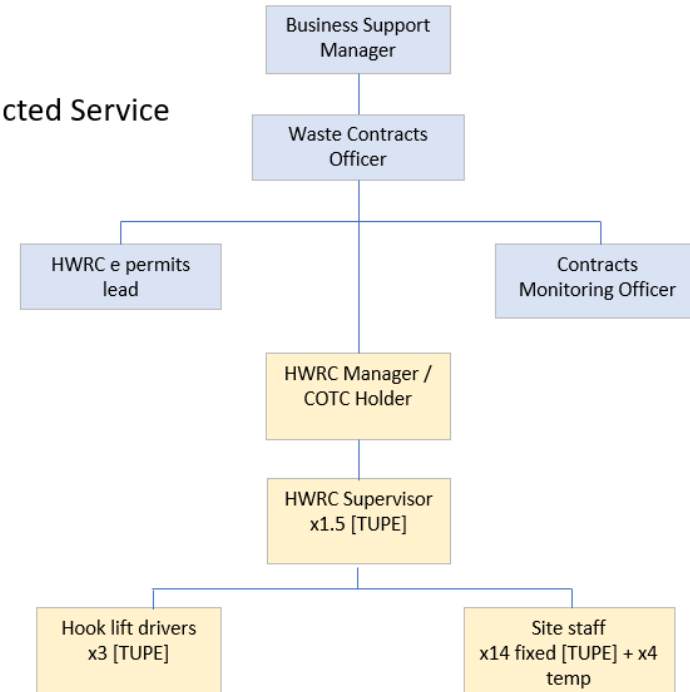 Business Support
Manager
cted Service
Waste Contracts
Officer
HWRC e permits
lead
Contracts
Monitoring Officer
HWRC Manager /
COTC Holder
HWRC Supervisor
x1.5 [TUPE]
Hook lift drivers
x3 [TUPE]
Site staff
x14 fixed [TUPE] + x4
temp